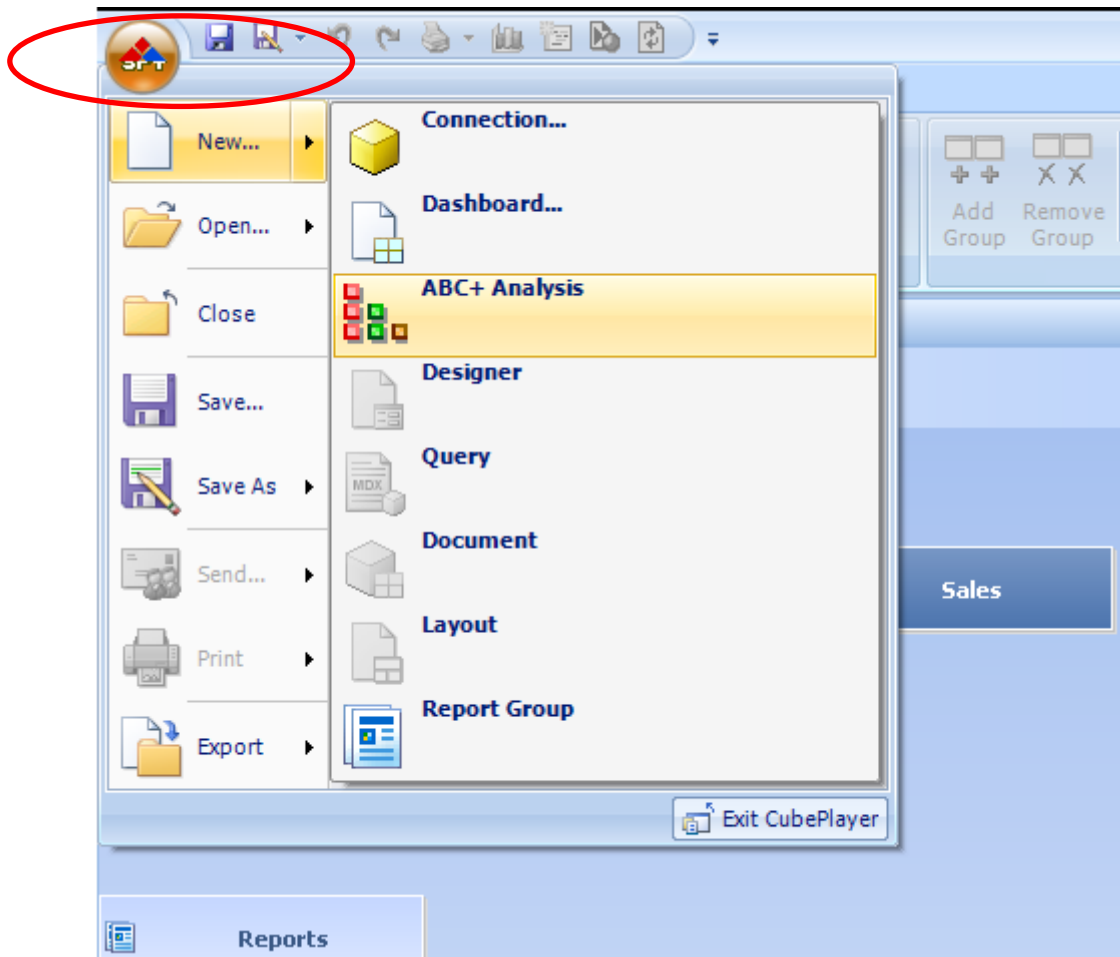 SPT
New...
Open...
Close
Save...
Save As
Send...
Print
Export
Connection...
Dashboard...
ABC+ Analysis
Designer
MDX
Query
Document
Layout
Report Group
Exit CubePlayer
Add
Group
Remove
Group
Sales
Reports